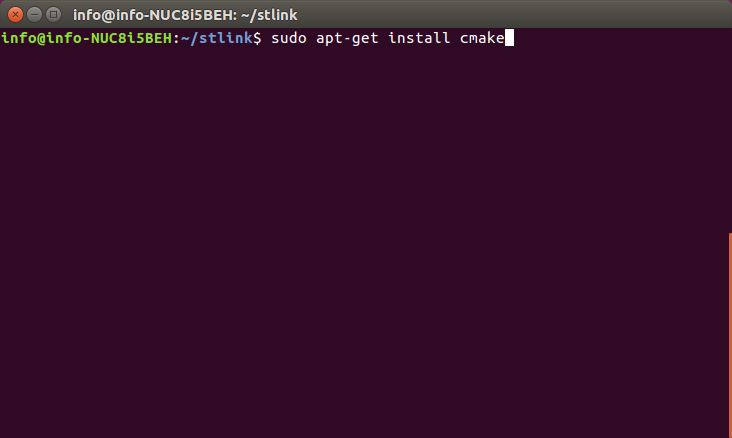 info@info-NUC8i5BEH: ~/stlink
info@info-NUC8i5BEH:~/stlink$ sudo apt-get install cmake